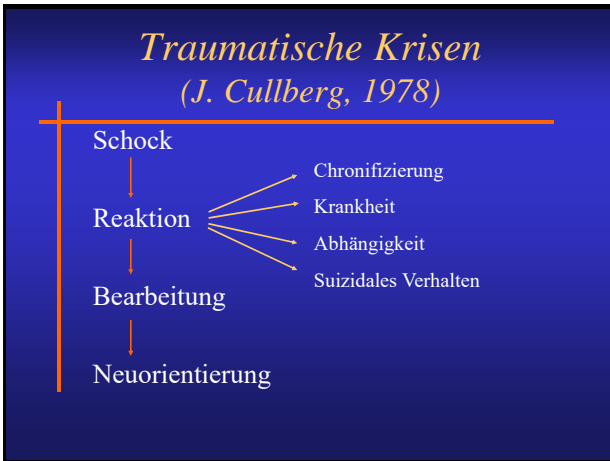 Traumatische Krisen
(J. Cullberg, 1978)
Schock
Reaktion
Chronifizierung
Krankheit
Abhängigkeit
Suizidales Verhalten
Bearbeitung
Neuorientierung